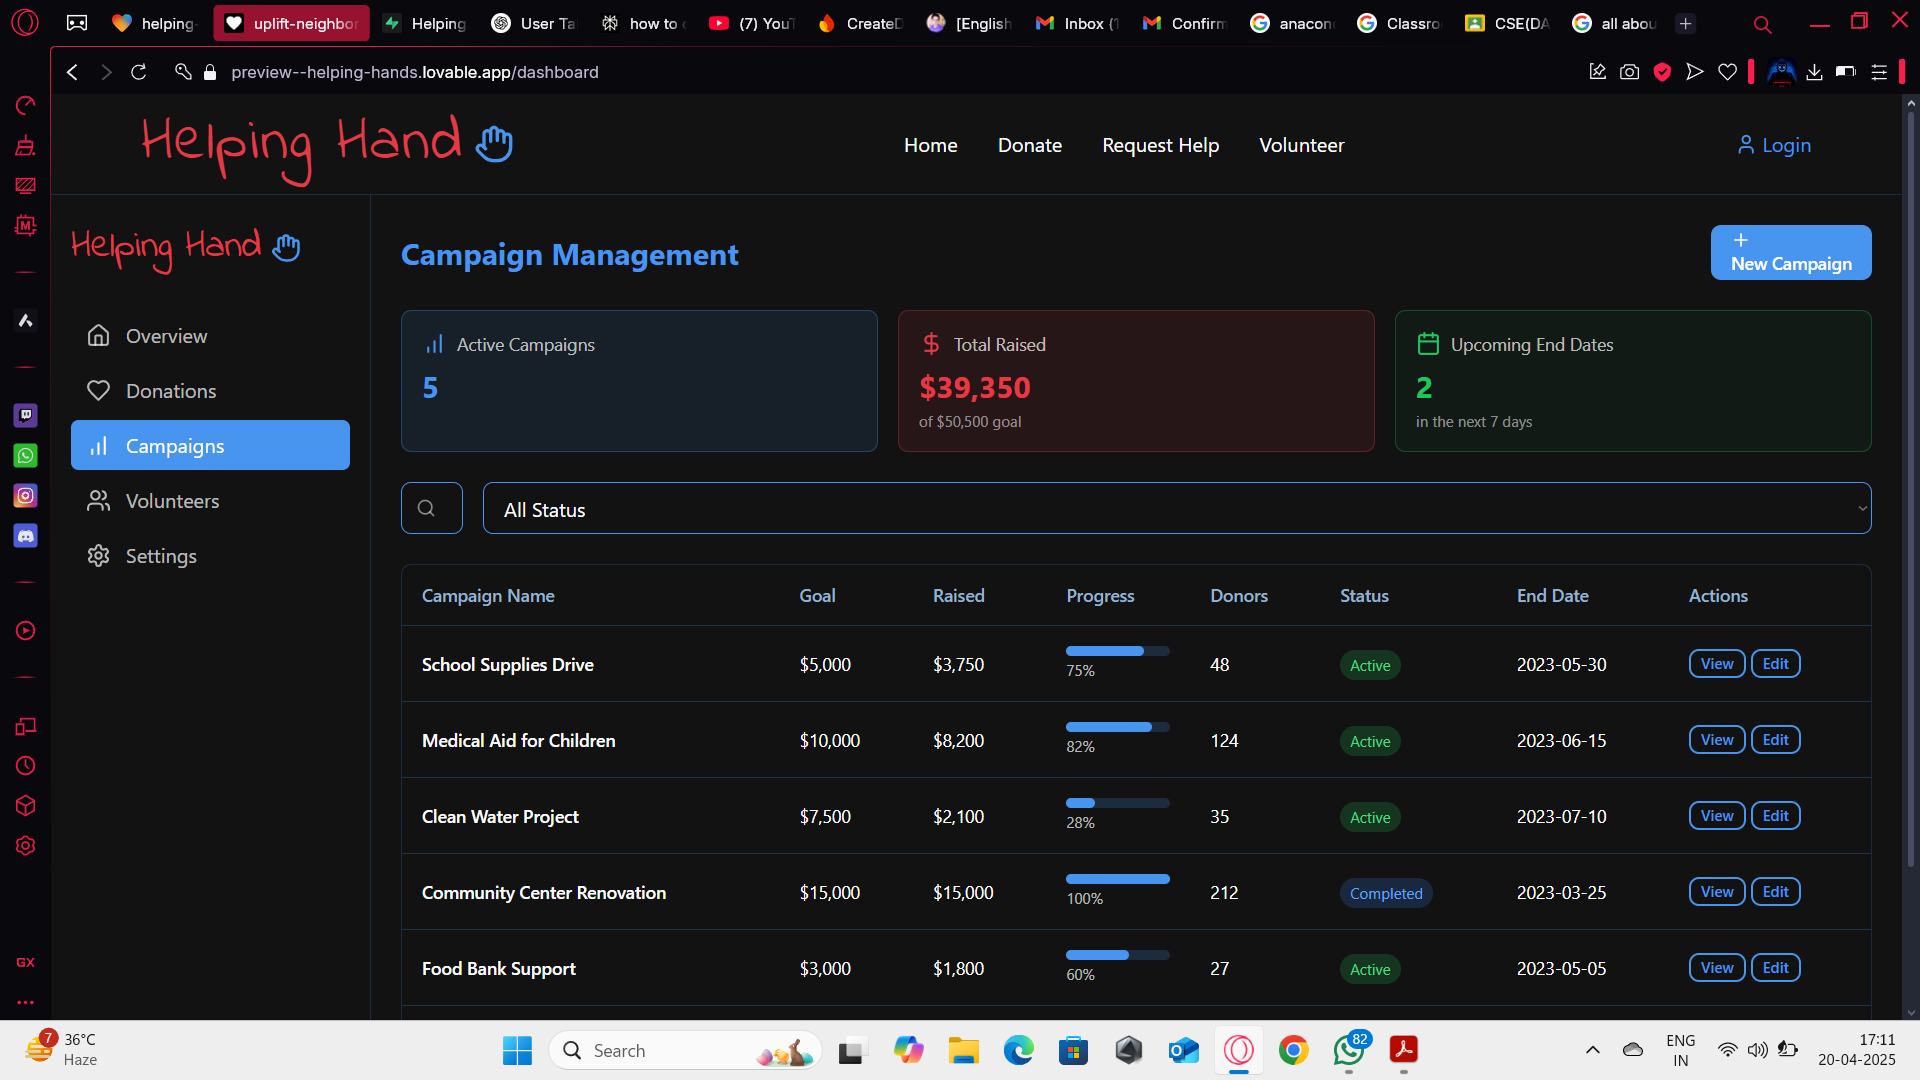 helping-
uplift-neighbor
Helping
User Ta
how to c
(7) YouT
CreateD
[English
Inbox (1
Confirm
anacon
Classro
CSE(DA
all abou
preview--helping-hands.lovable.app/dashboard
Helping Hand
Home Donate Request Help Volunteer
Login
Helping Hand
Overview
Donations
Campaigns
Volunteers
Settings
Campaign Management
New Campaign
Active Campaigns
5
Total Raised
$39,350
of $50,500 goal
Upcoming End Dates
2
in the next 7 days
All Status
Campaign Name Goal Raised Progress Donors Status End Date Actions
School Supplies Drive $5,000 $3,750 75% 48 Active 2023-05-30 View Edit
Medical Aid for Children $10,000 $8,200 82% 124 Active 2023-06-15 View Edit
Clean Water Project $7,500 $2,100 28% 35 Active 2023-07-10 View Edit
Community Center Renovation $15,000 $15,000 100% 212 Completed 2023-03-25 View Edit
Food Bank Support $3,000 $1,800 60% 27 Active 2023-05-05 View Edit
GX
7
36°C
Haze
Search
82
ENG
IN
17:11
20-04-2025